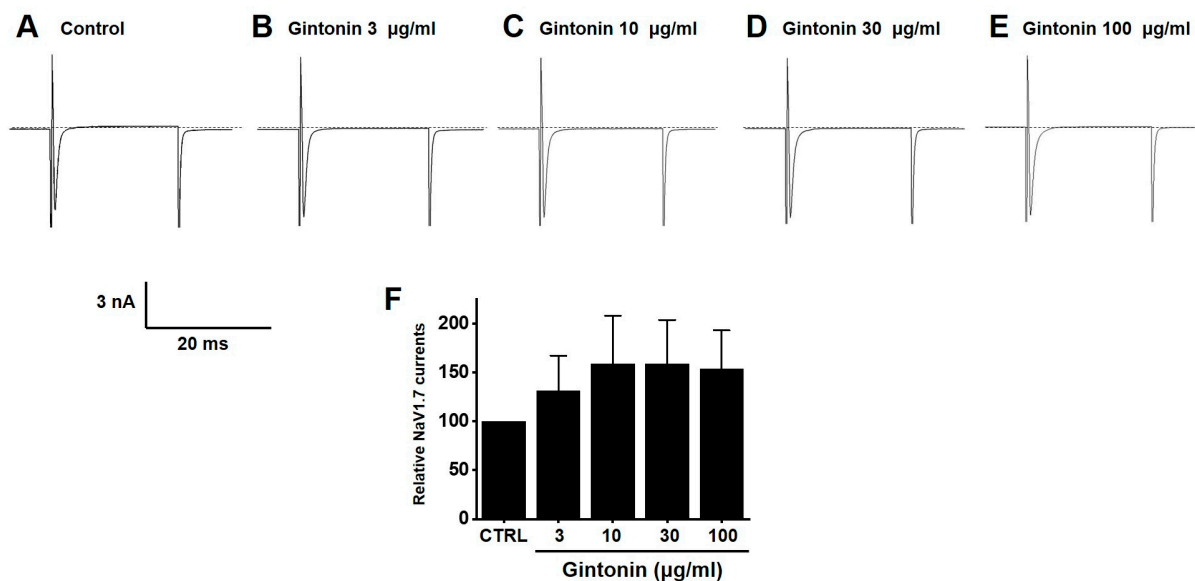 A Control
B Gintonin 3 µg/ml
C Gintonin 10 µg/ml
D Gintonin 30 µg/ml
E Gintonin 100 µg/ml
3 nA
20 ms
F
Relative NaV1.7 currents
200
150
100
50
0
CTRL 3 10 30 100
Gintonin (µg/ml)